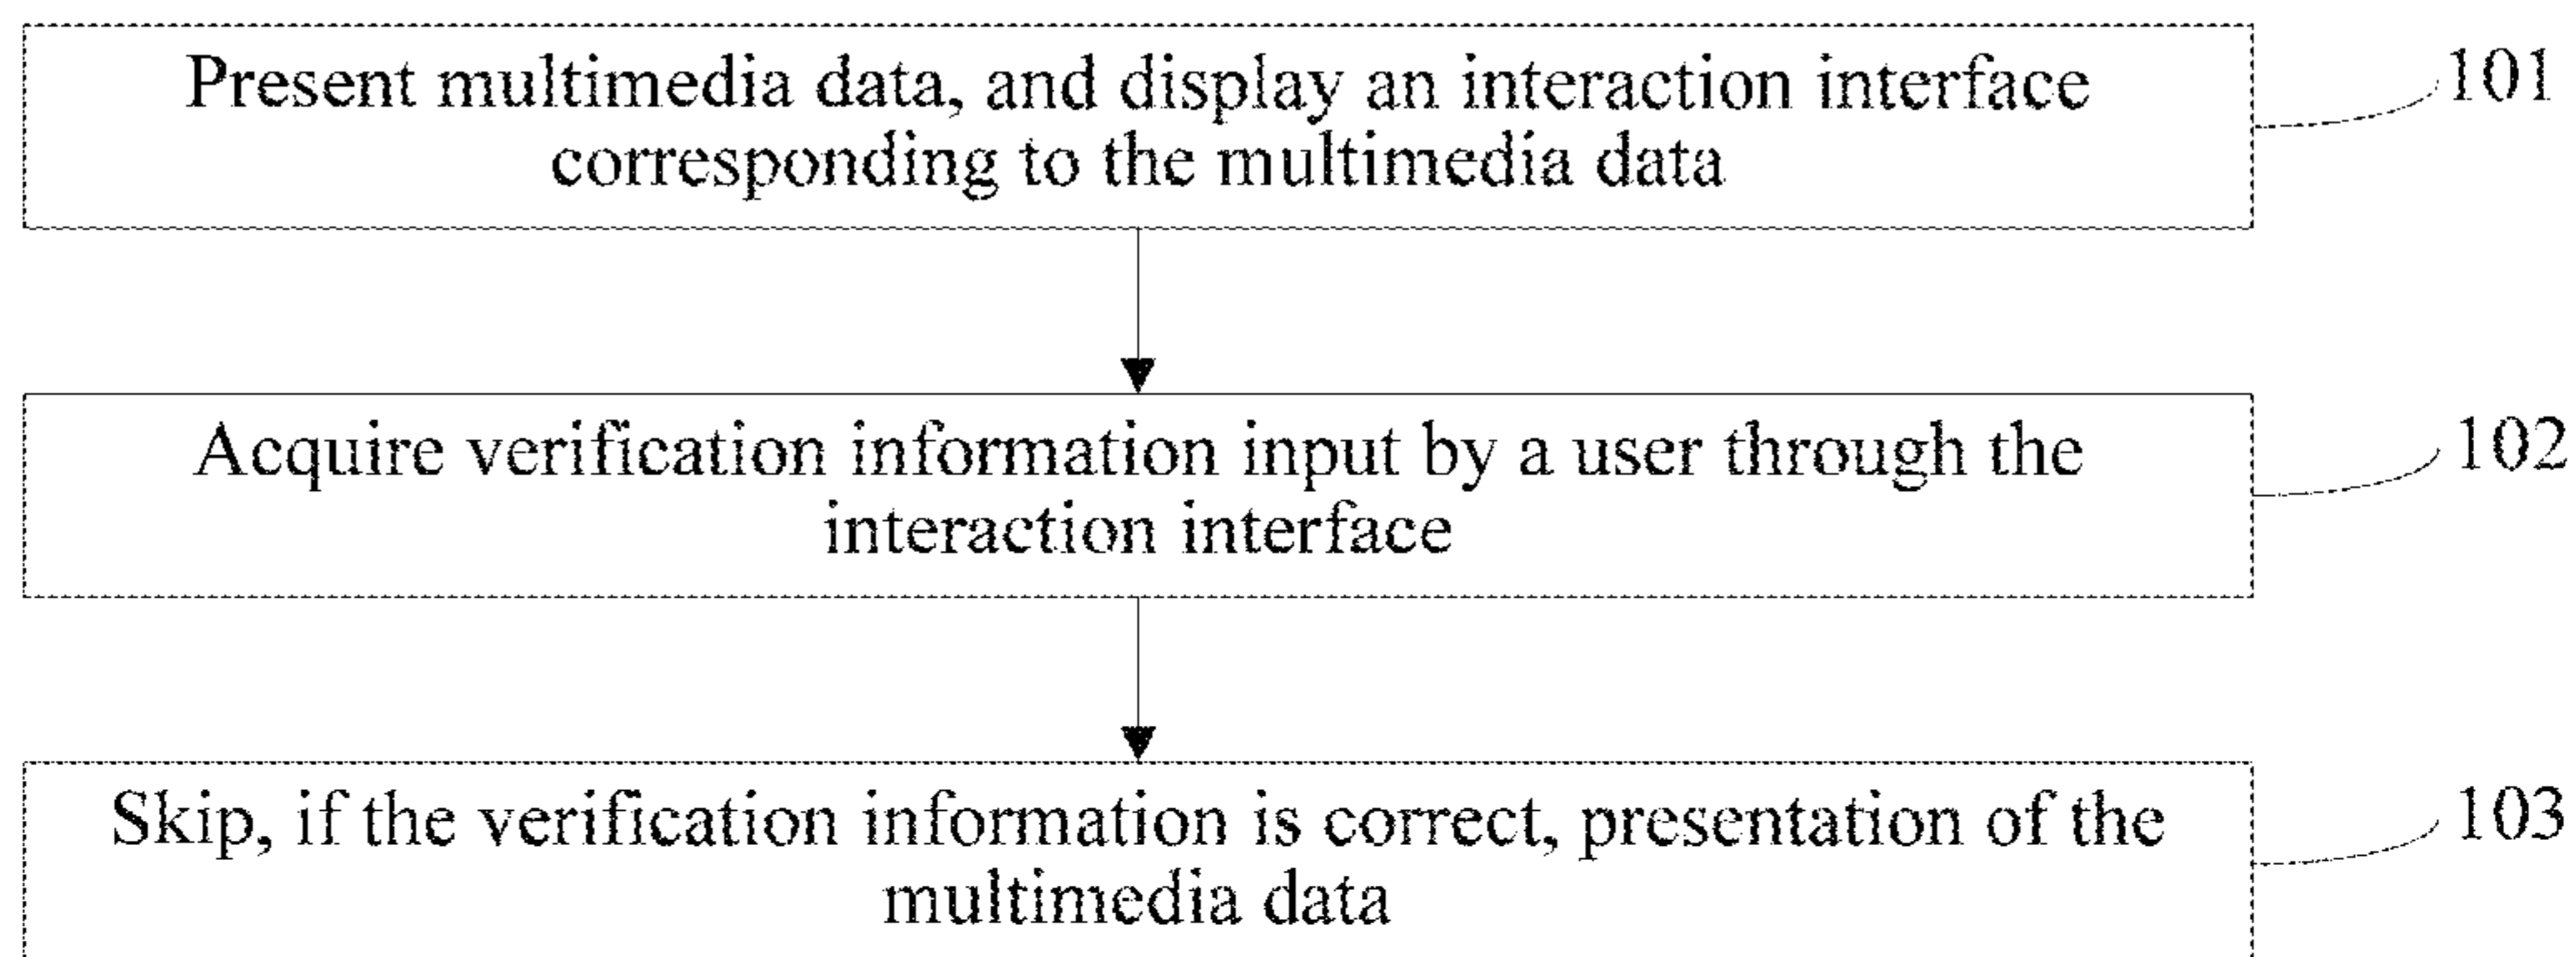 Present multimedia data, and display an interaction interface
corresponding to the multimedia data
101
Acquire verification information input by a user through the
interaction interface
102
Skip, if the verification information is correct, presentation of the
multimedia data
103